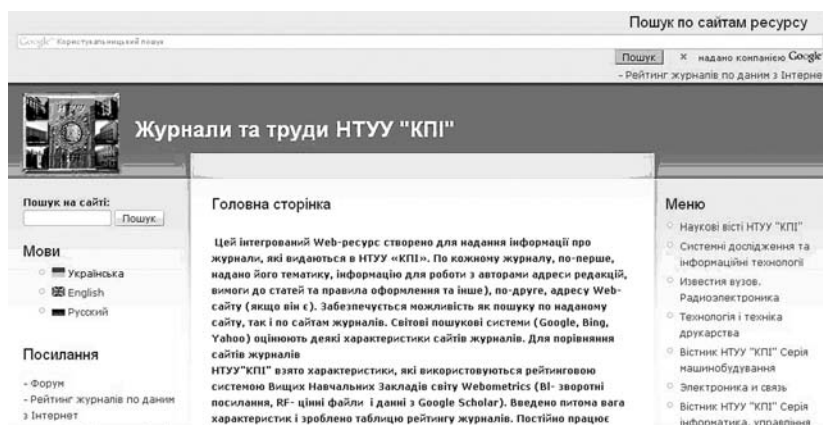 Пошук по сайтам ресурсу
Google™ Користувальницький пошук
Пошук × надано компанією Google
- Рейтинг журналів по даним з Інтерне
Журнали та труди НТУУ "КПІ"
Пошук на сайті:
Пошук
Мови
Українська
English
Русский
Посилання
- Форум
- Рейтинг журналів по даним
з Інтернет
Головна сторінка
Цей інтегрований Web-ресурс створено для надання інформації про
журнали, які видаються в НТУУ «КПІ». По кожному журналу, по-перше,
надано його тематику, інформацію для роботи з авторами адреси редакцій,
вимоги до статей та правила оформлення та інше), по-друге, адресу Web-
сайту (якщо він є). Забезпечується можливість як пошуку по наданому
сайту, так і по сайтам журналів. Світові пошукові системи (Google, Bing,
Yahoo) оцінюють деякі характеристики сайтів журналів. Для порівняння
сайтів журналів
НТУУ"КПІ" взято характеристики, які використовуються рейтинговою
системою Вищих Навчальних Закладів світу Webometrics (Bl- зворотні
посилання, RF- цінні файли і данні з Google Scholar). Введено питома вага
характеристик і зроблено таблицю рейтингу журналів. Постійно працює
Меню
Наукові вісті НТУУ "КПІ"
Системні дослідження та
інформаційні технології
Известия вузов.
Радиоэлектроника
Технологія і техніка
друкарства
Вістник НТУУ "КПІ" Серія
машинобудування
Электроника и связь
Вістник НТУУ "КПІ" Серія
інформатика, управління